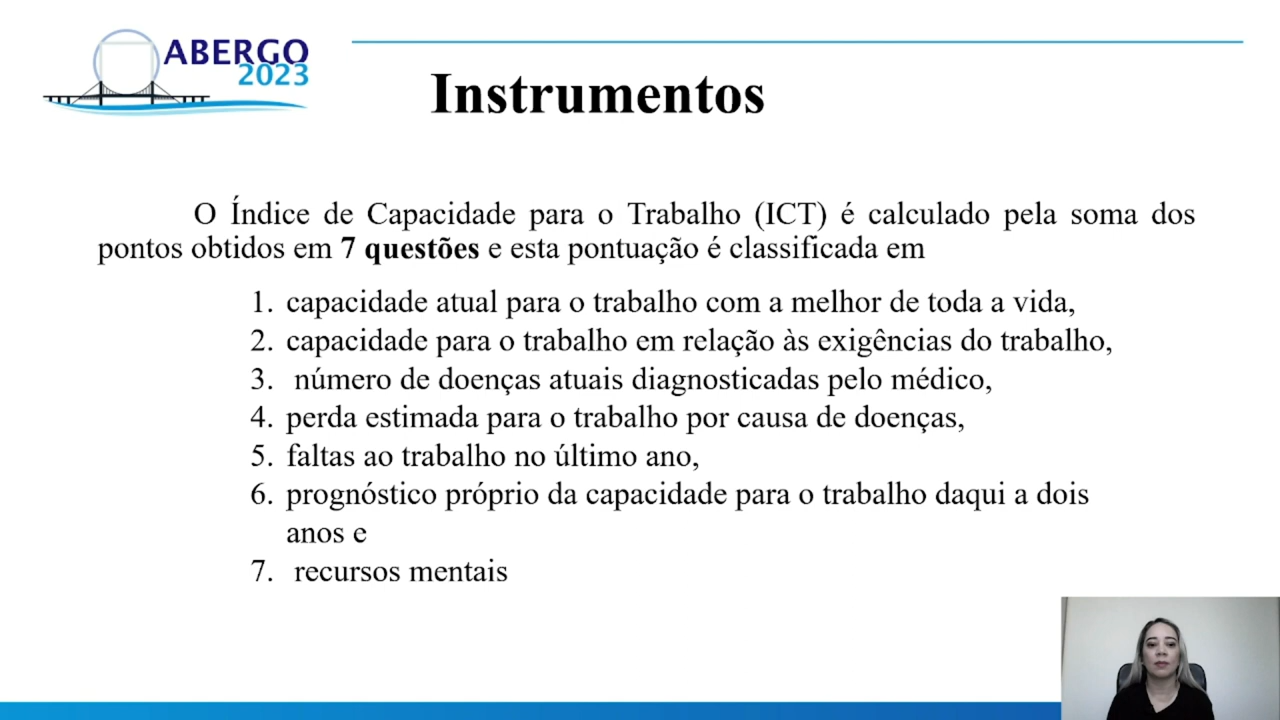 ABERGO
2023
Instrumentos
O Índice de Capacidade para o Trabalho (ICT) é calculado pela soma dos
pontos obtidos em 7 questões e esta pontuação é classificada em
1. capacidade atual para o trabalho com a melhor de toda a vida,
2. capacidade para o trabalho em relação às exigências do trabalho,
3. número de doenças atuais diagnosticadas pelo médico,
4. perda estimada para o trabalho por causa de doenças,
5. faltas ao trabalho no último ano,
6. prognóstico próprio da capacidade para o trabalho daqui a dois
anos e
7. recursos mentais